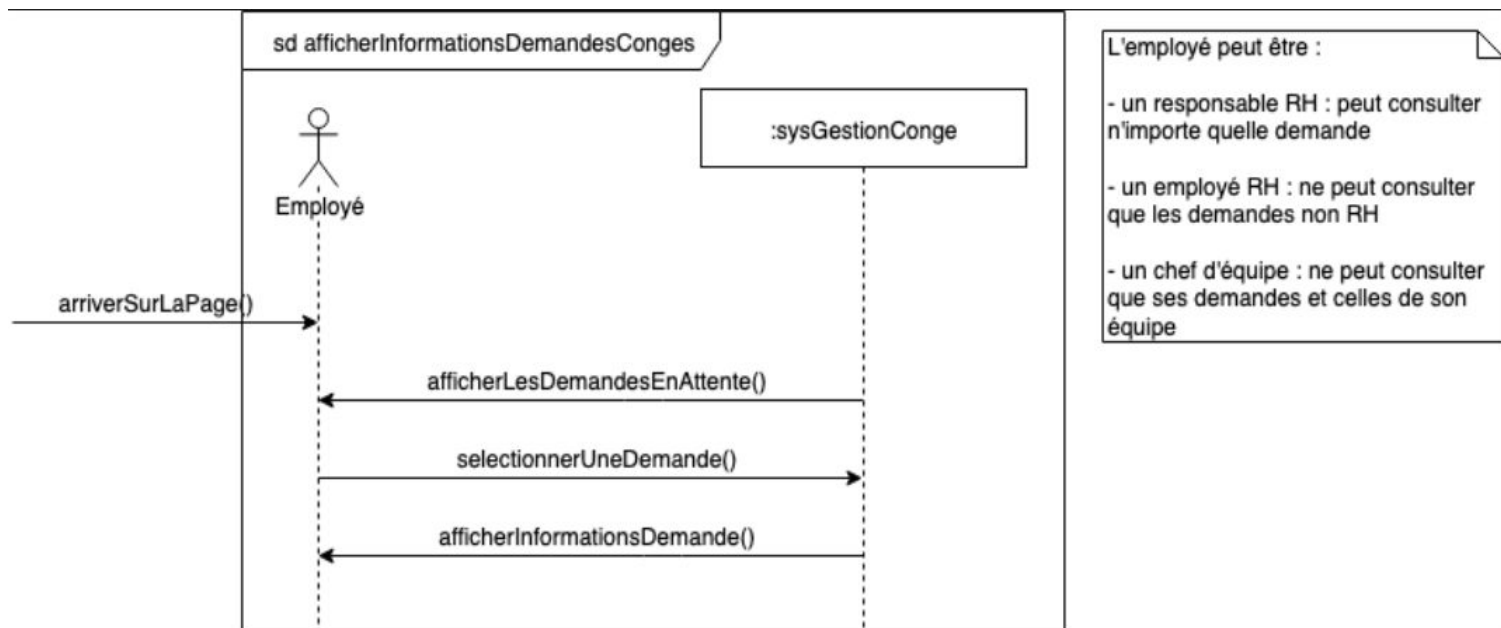 sd afficherInformationsDemandesConges
:sysGestionConge
Employé
arriverSurLaPage()
afficherLesDemandesEnAttente()
selectionnerUneDemande()
afficherInformationsDemande()
L'employé peut être :
- un responsable RH : peut consulter
n'importe quelle demande
- un employé RH : ne peut consulter
que les demandes non RH
- un chef d'équipe : ne peut consulter
que ses demandes et celles de son
équipe